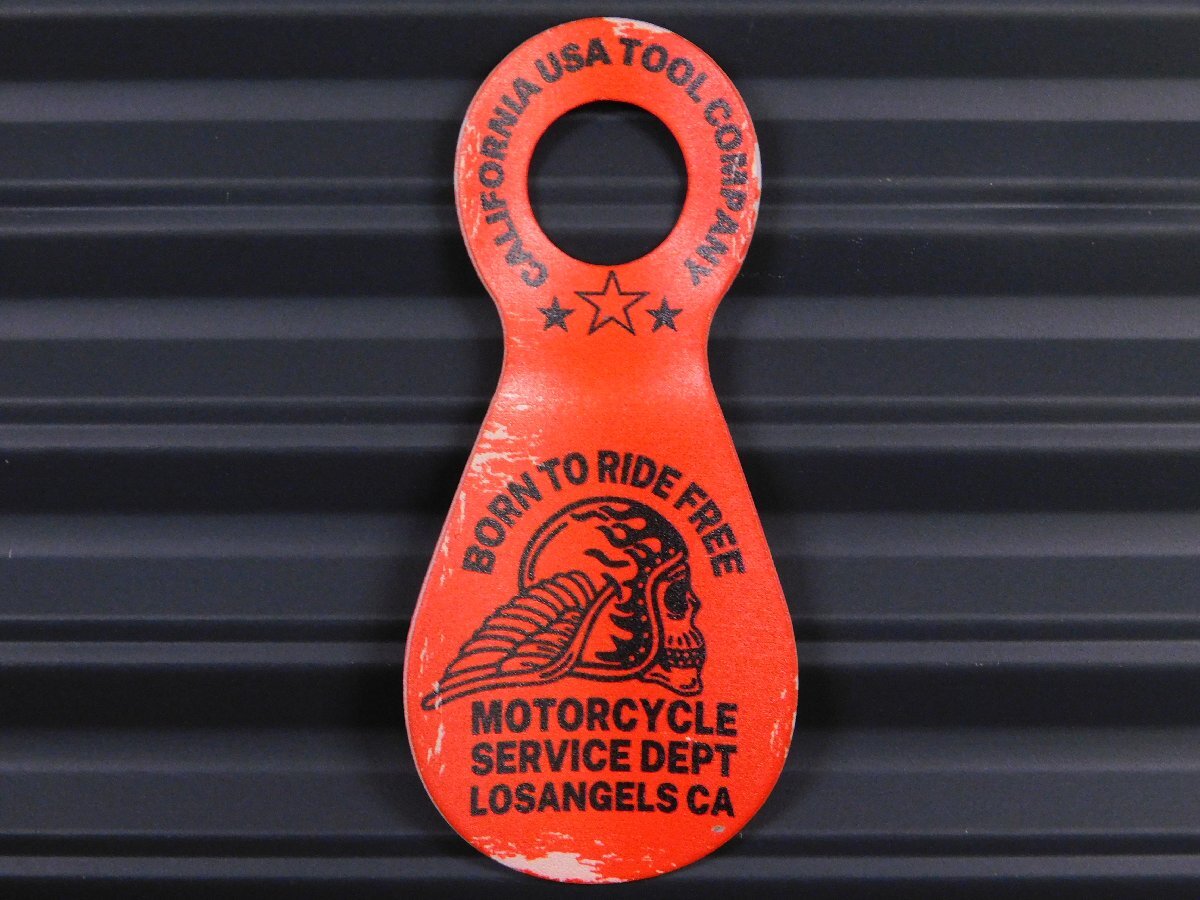 CALIFORNIA USA TOOL COMPANY
BORN TO RIDE FREE
MOTORCYCLE
SERVICE DEPT
LOSANGELS CA